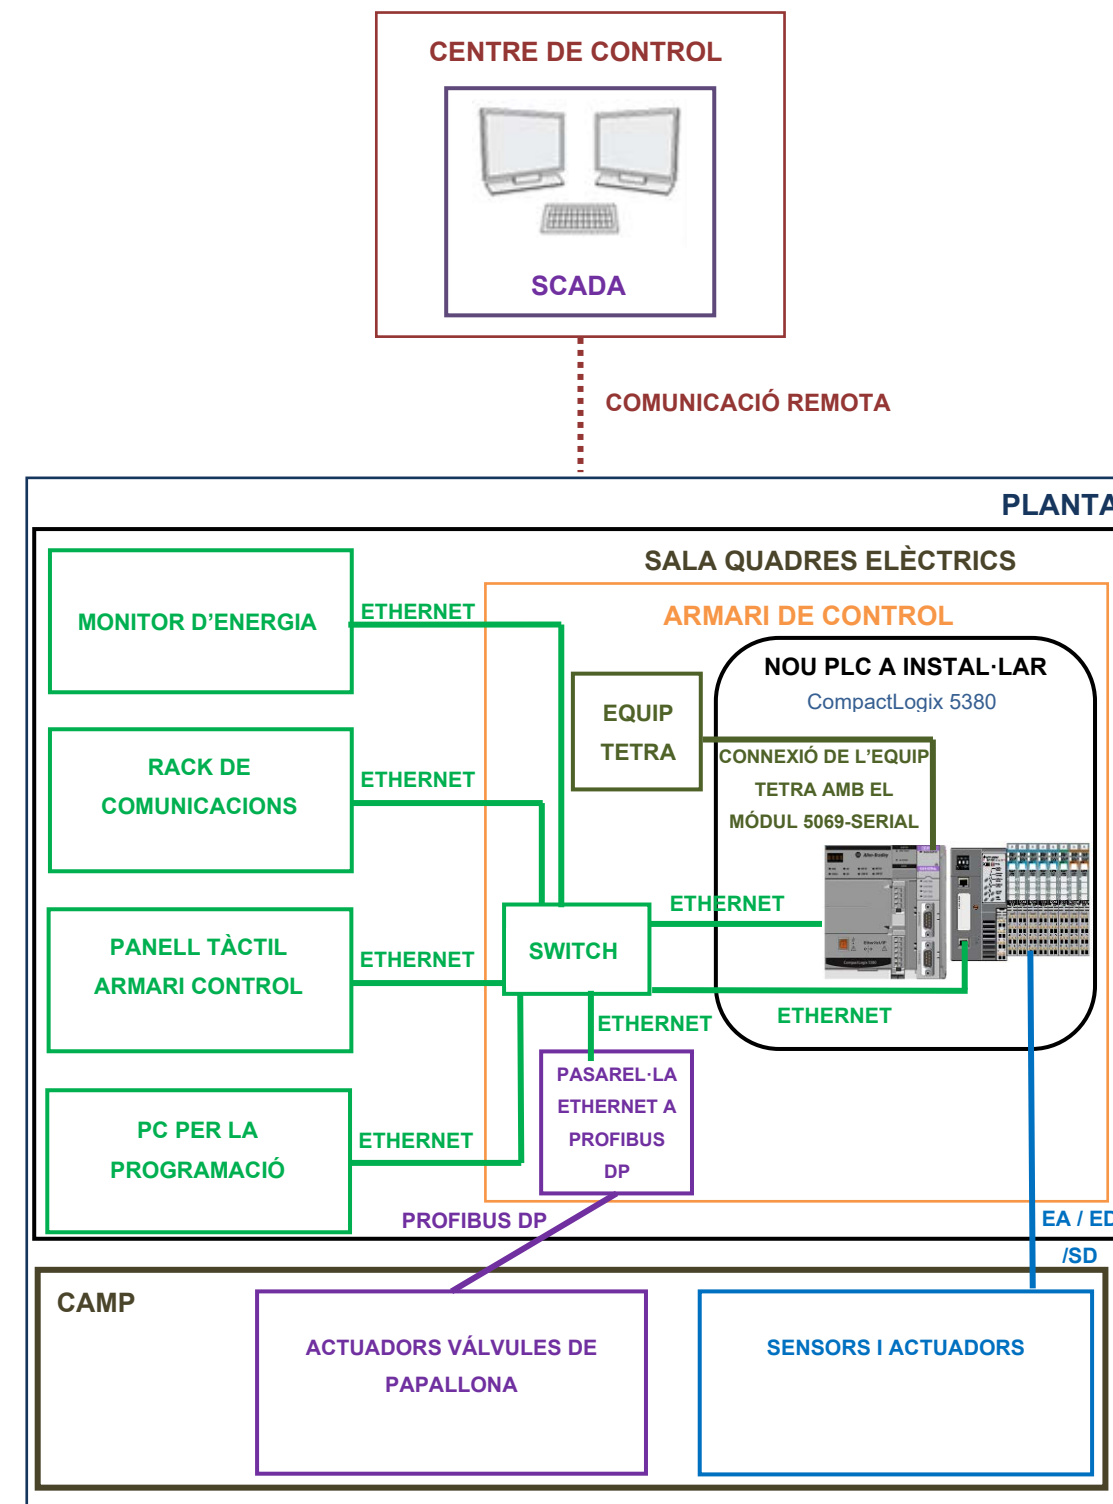 CENTRE DE CONTROL
SCADA
COMUNICACIÓ REMOTA
PLANTA
SALA QUADRES ELÈCTRICS
ARMARI DE CONTROL
MONITOR D'ENERGIA
ETHERNET
NOU PLC A INSTAL·LAR
CompactLogix 5380
EQUIP
TETRA
CONNEXIÓ DE L'EQUIP
TETRA AMB EL
MÓDUL 5069-SERIAL
RACK DE
COMUNICACIONS
ETHERNET
PANELL TÀCTIL
ARMARI CONTROL
ETHERNET
SWITCH
ETHERNET
ETHERNET
ETHERNET
PASAREL·LA
ETHERNET A
PROFIBUS
DP
PC PER LA
PROGRAMACIÓ
ETHERNET
PROFIBUS DP
EA / ED
/SD
CAMP
ACTUADORS VÁLVULES DE
PAPALLONA
SENSORS I ACTUADORS